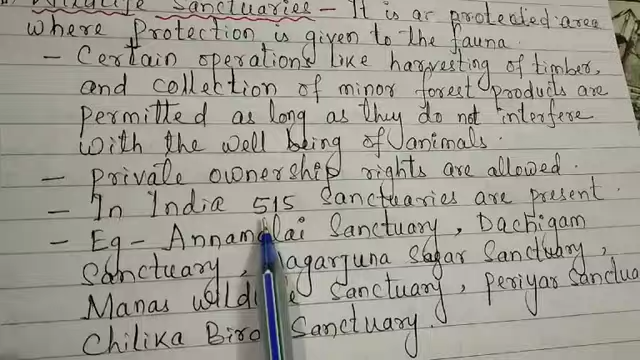 Wildlife Sanctuaries - It is a protected area
where Protection is given to the fauna.
- Certain operations like harvesting of timber,
and collection of minor forest products are
permitted as long as they do not interfere
with the well being of animals.
- Private ownership rights are allowed.
- In India 515 Sanctuaries are present.
- Eg - Annamalai Sanctuary, Dachigam
Sanctuary, Nagarjuna Sagar Sanctuary,
Manas wildlife Sanctuary, Periyar Sanctua
Chilika Bird Sanctuary.